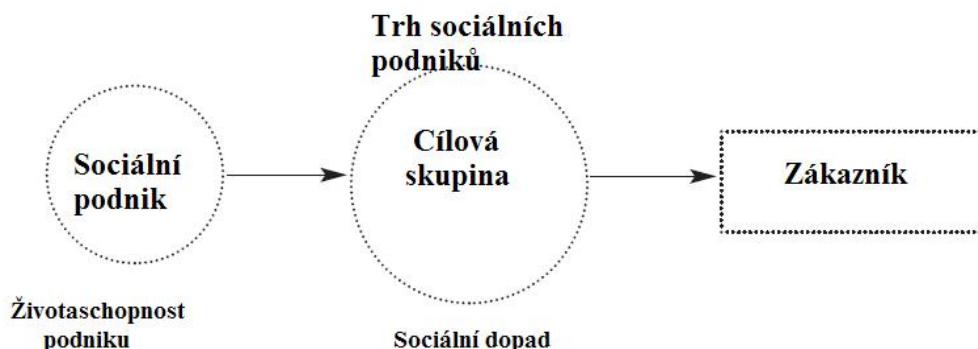 Trh sociálních
podniků
Sociální
podnik
Cílová
skupina
Zákazník
Životaschopnost
podniku
Sociální dopad